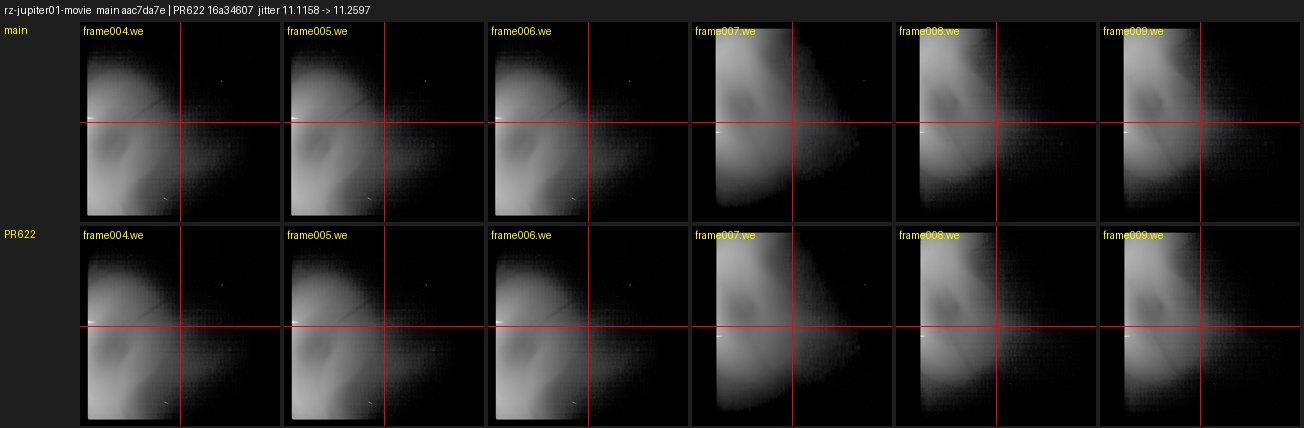 rz-jupiter01-movie main aac7da7e | PR622 16a34607 jitter 11.1158 -> 11.2597
main
frame004.we frame005.we frame006.we frame007.we frame008.we frame009.we
PR622
frame004.we frame005.we frame006.we frame007.we frame008.we frame009.we